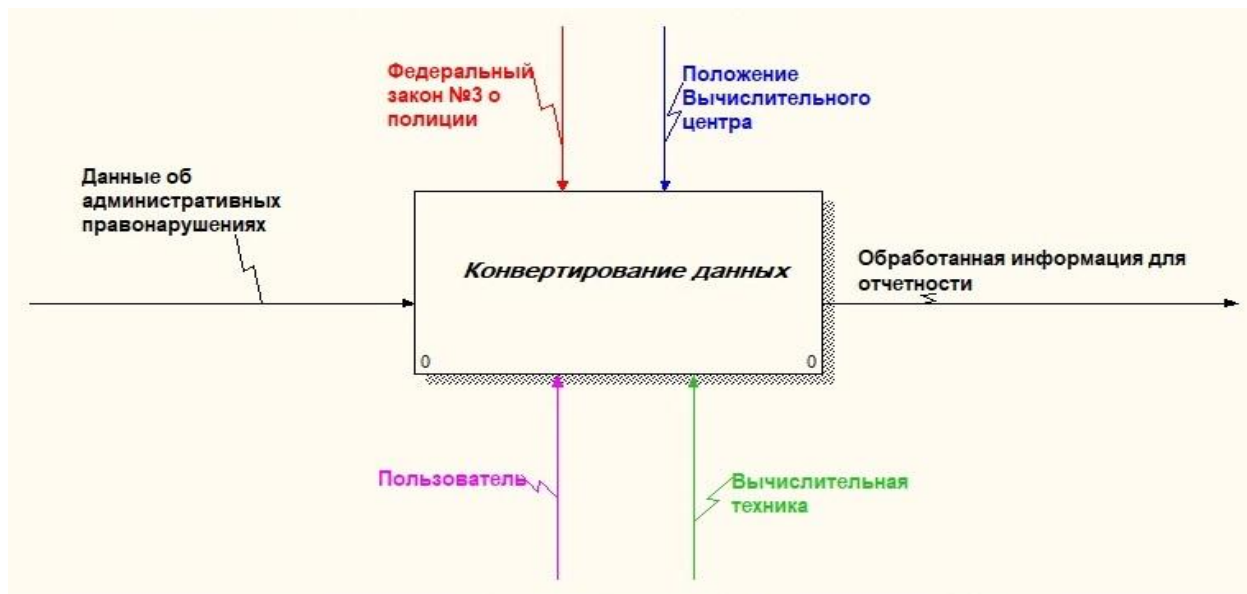 Федеральный
закон №3 о
полиции
Положение
Вычислительного
центра
Данные об
административных
правонарушениях
Конвертирование данных
Обработанная информация для
отчетности
0
0
Пользователь
Вычислительная
техника